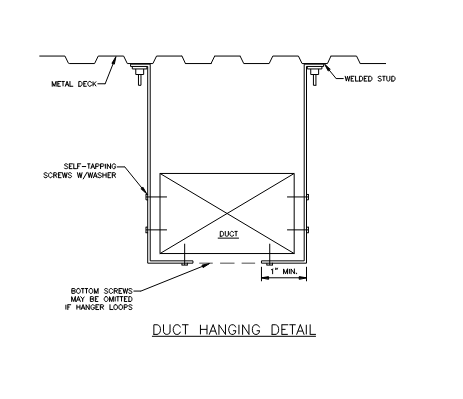 METAL DECK
WELDED STUD
SELF-TAPPING
SCREWS W/WASHER
DUCT
1" MIN.
BOTTOM SCREWS
MAY BE OMITTED
IF HANGER LOOPS
DUCT HANGING DETAIL